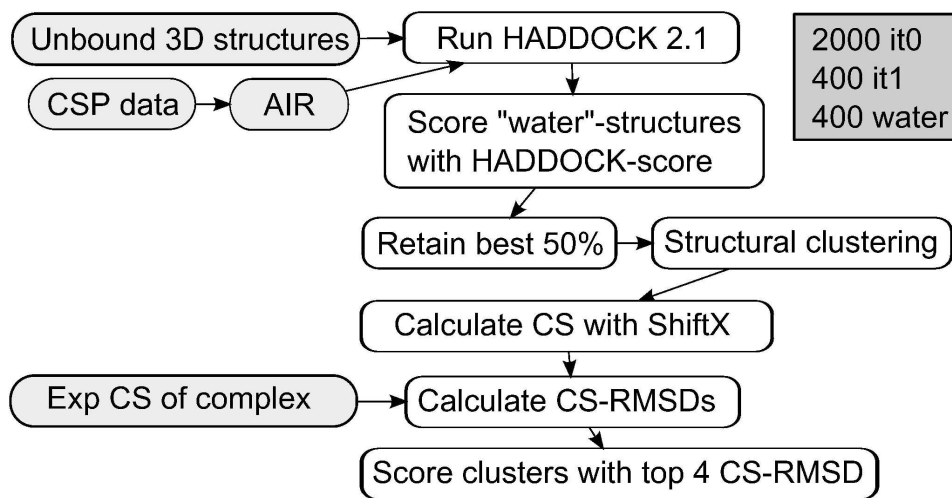 Unbound 3D structures
Run HADDOCK 2.1
2000 it0
400 it1
400 water
CSP data
AIR
Score "water"-structures
with HADDOCK-score
Retain best 50%
Structural clustering
Calculate CS with ShiftX
Exp CS of complex
Calculate CS-RMSDs
Score clusters with top 4 CS-RMSD